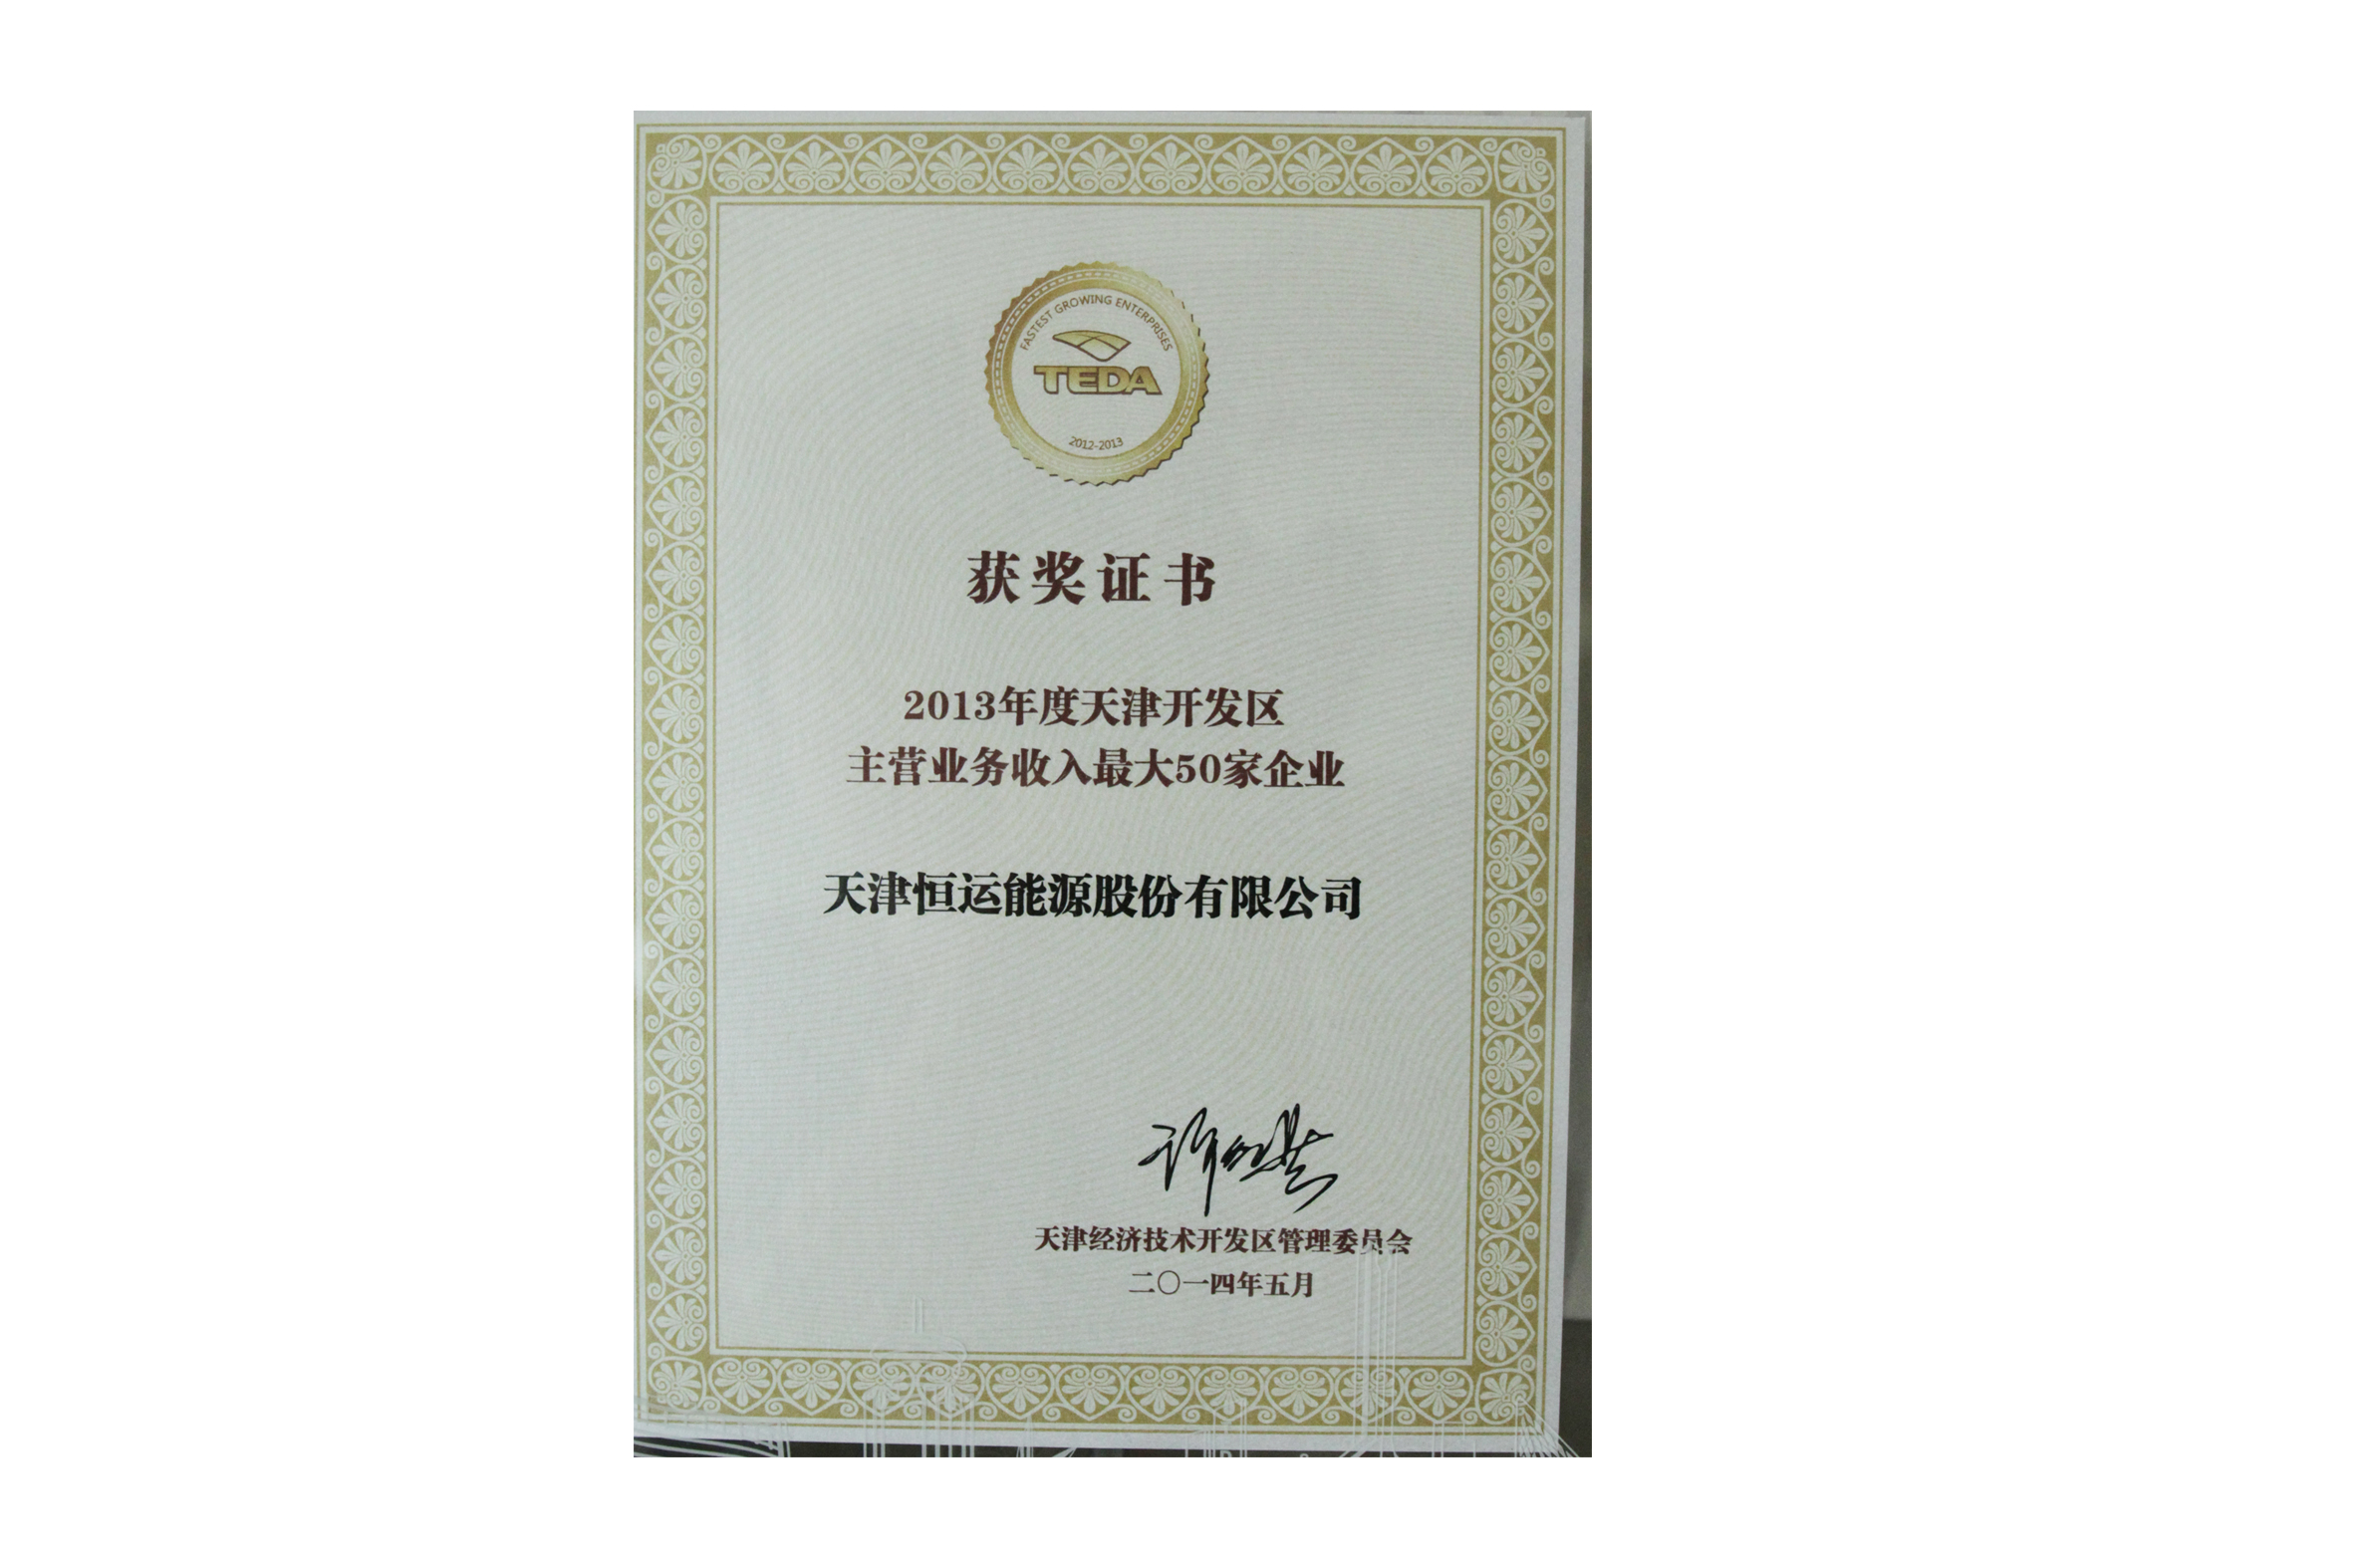 FASTEST GROWING ENTERPRISES
TEDA
2012-2013
获奖证书
2013年度天津开发区
主营业务收入最大50家企业
天津恒运能源股份有限公司
天津经济技术开发区管理委员会
二〇一四年五月